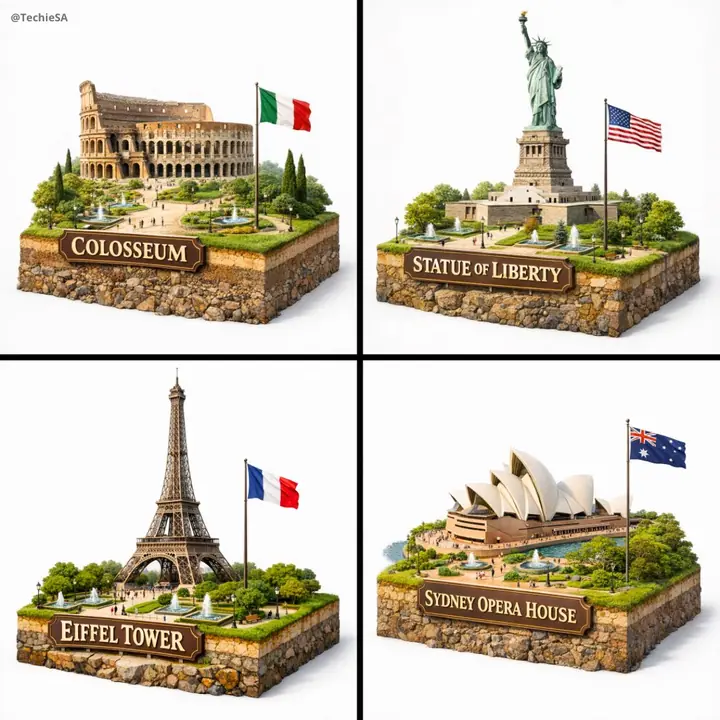 @TechieSA
COLOSSEUM
STATUE OF LIBERTY
EIFFEL TOWER
SYDNEY OPERA HOUSE